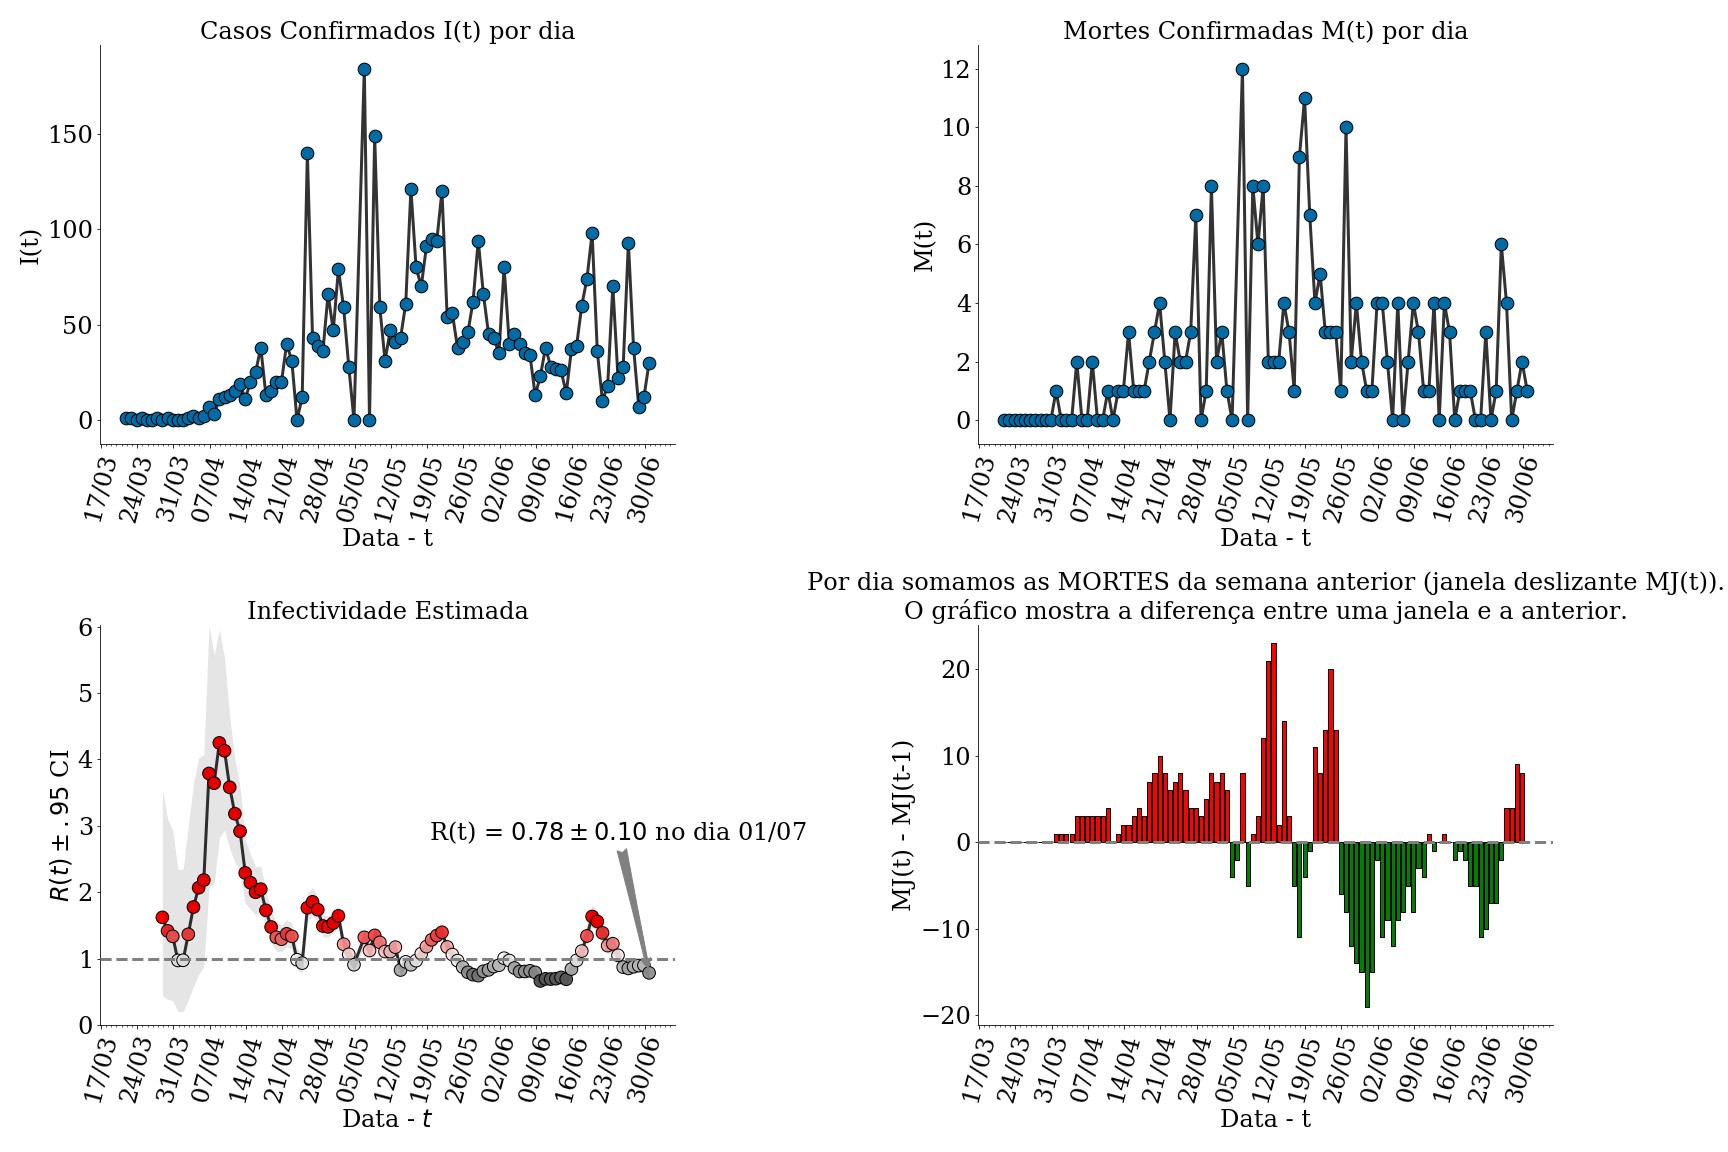 Casos Confirmados I(t) por dia
I(t)
150
100
50
0
17/03 24/03 31/03 07/04 14/04 21/04 28/04 05/05 12/05 19/05 26/05 02/06 09/06 16/06 23/06 30/06
Data - t
Mortes Confirmadas M(t) por dia
M(t)
12
10
8
6
4
2
0
17/03 24/03 31/03 07/04 14/04 21/04 28/04 05/05 12/05 19/05 26/05 02/06 09/06 16/06 23/06 30/06
Data - t
Infectividade Estimada
R(t) ± .95 CI
6
5
4
3
2
1
0
R(t) = 0.78 ± 0.10 no dia 01/07
17/03 24/03 31/03 07/04 14/04 21/04 28/04 05/05 12/05 19/05 26/05 02/06 09/06 16/06 23/06 30/06
Data - t
Por dia somamos as MORTES da semana anterior (janela deslizante MJ(t)).
O gráfico mostra a diferença entre uma janela e a anterior.
MJ(t) - MJ(t-1)
20
10
0
−10
−20
17/03 24/03 31/03 07/04 14/04 21/04 28/04 05/05 12/05 19/05 26/05 02/06 09/06 16/06 23/06 30/06
Data - t